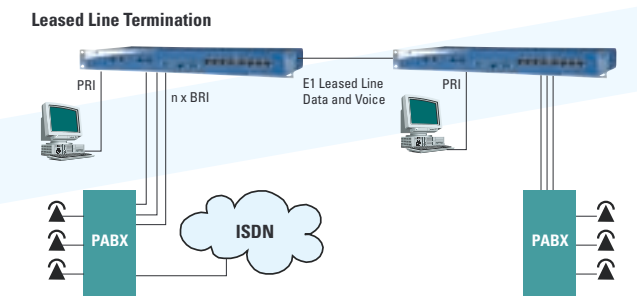 Leased Line Termination
PRI
n x BRI
E1 Leased Line
Data and Voice
PRI
PABX
ISDN
PABX